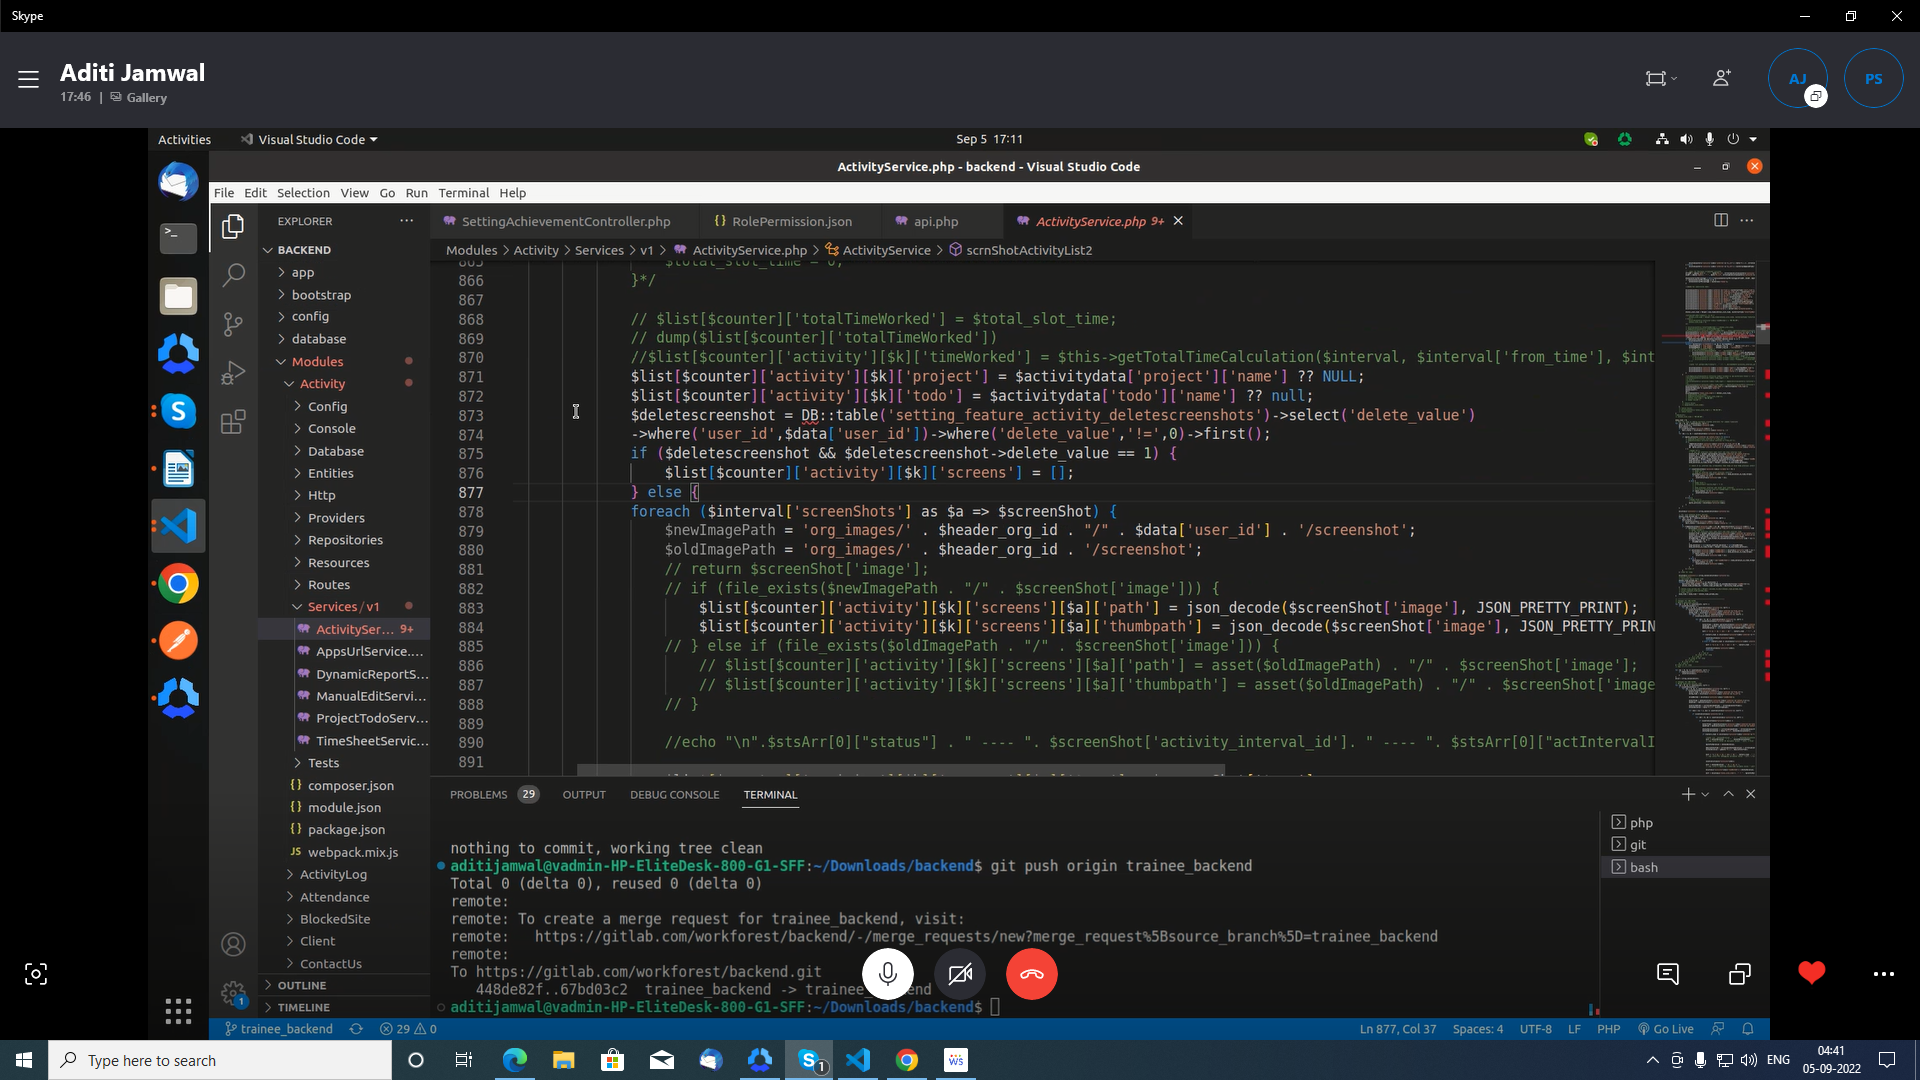 Skype
Aditi Jamwal
17:46 | Gallery
AJ
PS
Activities
Visual Studio Code
Sep 5 17:11
ActivityService.php - backend - Visual Studio Code
File Edit Selection View Go Run Terminal Help
EXPLORER
SettingAchievementController.php
{} RolePermission.json
api.php
ActivityService.php 9+
Modules > Activity > Services > v1 > ActivityService.php > ActivityService > scrnShotActivityList2
BACKEND
app
bootstrap
config
database
Modules
Activity
Config
Console
Database
Entities
Http
Providers
Repositories
Resources
Routes
Services/v1
ActivitySer... 9+
AppsUrlService....
DynamicReportS...
ManualEditServi...
ProjectTodoServ...
TimeSheetServic...
Tests
{} composer.json
{} module.json
{} package.json
JS webpack.mix.js
ActivityLog
Attendance
BlockedSite
Client
ContactUs
OUTLINE
TIMELINE
865 $total_slot_time = 0;
866 }*/
867
868 // $list[$counter]['totalTimeWorked'] = $total_slot_time;
869 // dump($list[$counter]['totalTimeWorked'])
870 //$list[$counter]['activity'][$k]['timeWorked'] = $this->getTotalTimeCalculation($interval, $interval['from_time'], $int
871 $list[$counter]['activity'][$k]['project'] = $activitydata['project']['name'] ?? NULL;
872 $list[$counter]['activity'][$k]['todo'] = $activitydata['todo']['name'] ?? null;
873 $deletescreenshot = DB::table('setting_feature_activity_deletescreenshots')->select('delete_value')
874 ->where('user_id',$data['user_id'])->where('delete_value','!=',0)->first();
875 if ($deletescreenshot && $deletescreenshot->delete_value == 1) {
876 $list[$counter]['activity'][$k]['screens'] = [];
877 } else {
878 foreach ($interval['screenShots'] as $a => $screenShot) {
879 $newImagePath = 'org_images/' . $header_org_id . "/" . $data['user_id'] . '/screenshot';
880 $oldImagePath = 'org_images/' . $header_org_id . '/screenshot';
881 // return $screenShot['image'];
882 // if (file_exists($newImagePath . "/" . $screenShot['image'])) {
883 $list[$counter]['activity'][$k]['screens'][$a]['path'] = json_decode($screenShot['image'], JSON_PRETTY_PRINT);
884 $list[$counter]['activity'][$k]['screens'][$a]['thumbpath'] = json_decode($screenShot['image'], JSON_PRETTY_PRIN
885 // } else if (file_exists($oldImagePath . "/" . $screenShot['image'])) {
886 // $list[$counter]['activity'][$k]['screens'][$a]['path'] = asset($oldImagePath) . "/" . $screenShot['image'];
887 // $list[$counter]['activity'][$k]['screens'][$a]['thumbpath'] = asset($oldImagePath) . "/" . $screenShot['image
888 // }
889
890 //echo "\n".$stsArr[0]["status"] . " ---- ". $screenShot['activity_interval_id']. " ---- ". $stsArr[0]["actIntervalI
891
PROBLEMS 29 OUTPUT DEBUG CONSOLE TERMINAL
nothing to commit, working tree clean
aditijamwal@vadmin-HP-EliteDesk-800-G1-SFF:~/Downloads/backend$ git push origin trainee_backend
Total 0 (delta 0), reused 0 (delta 0)
remote:
remote: To create a merge request for trainee_backend, visit:
remote: https://gitlab.com/workforest/backend/-/merge_requests/new?merge_request%5Bsource_branch%5D=trainee_backend
remote:
To https://gitlab.com/workforest/backend.git
448de82f..67bd03c2 trainee_backend -> trainee end
aditijamwal@vadmin-HP-EliteDesk-800-G1-SFF:~/Downloads/backend$
php
git
bash
1
trainee_backend 29 0
Ln 877, Col 37 Spaces: 4 UTF-8 LF PHP Go Live
Type here to search
1
WS
ENG
04:41
05-09-2022